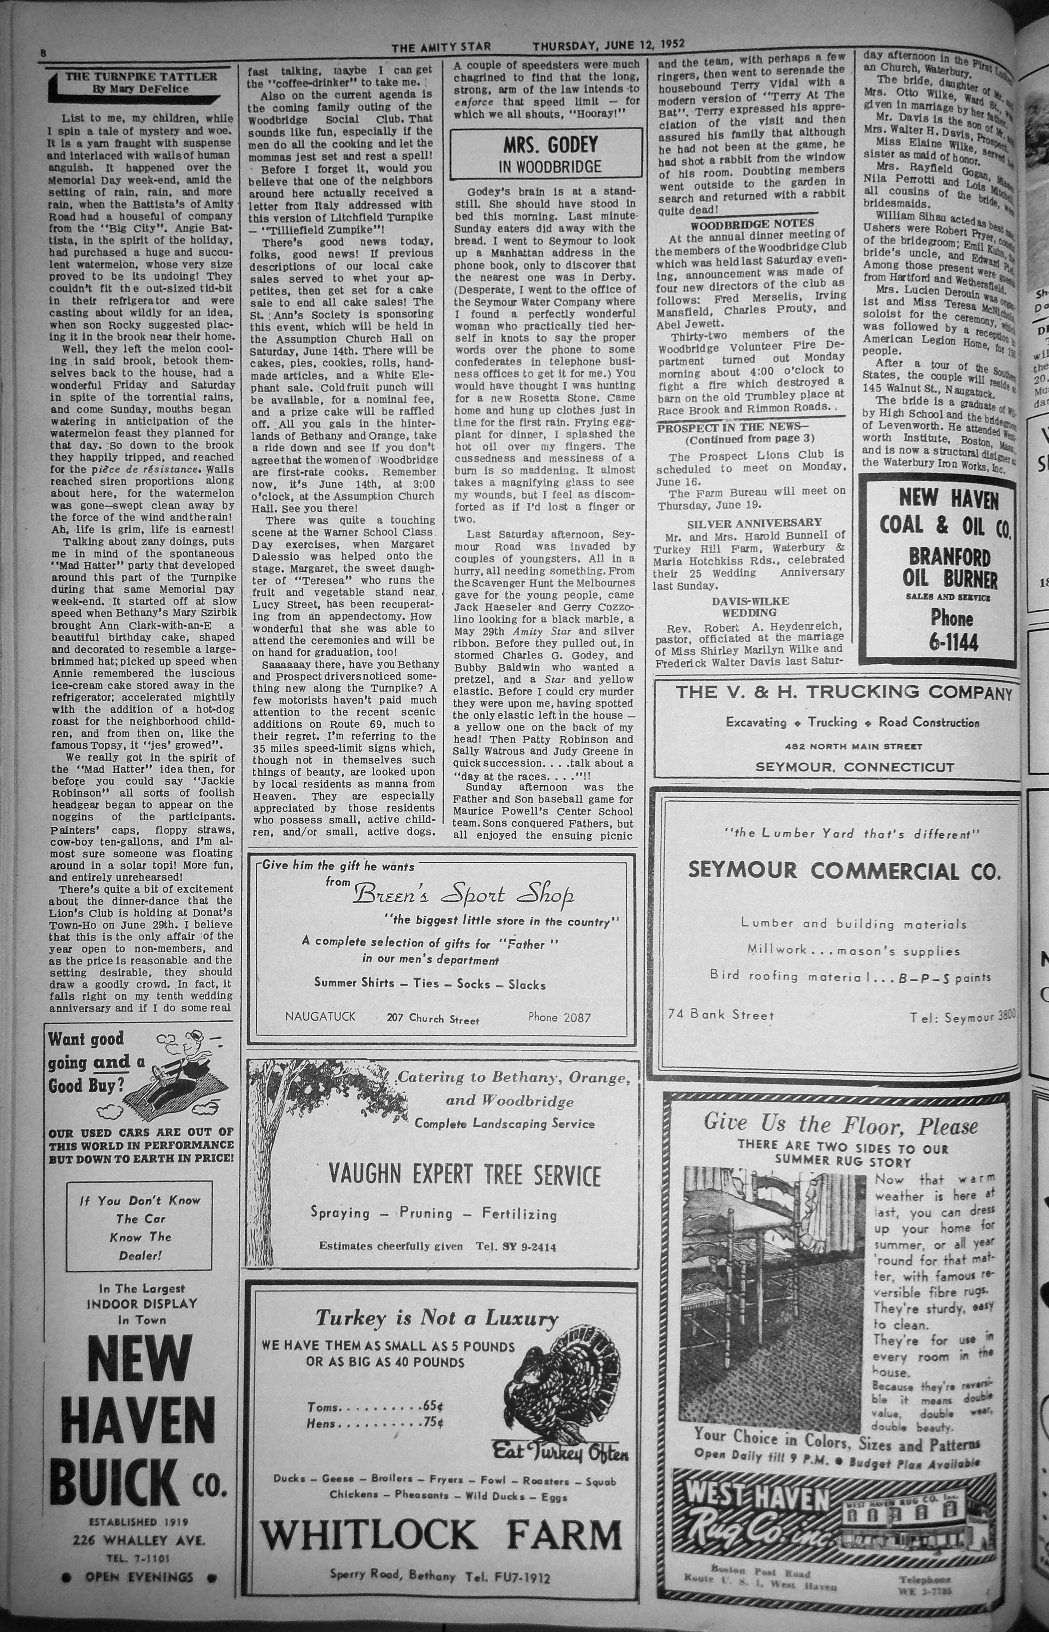 8
THE AMITY STAR THURSDAY, JUNE 12, 1952
THE TURNPIKE TATTLER
By Mary DeFelice
List to me, my children, while
I spin a tale of mystery and woe.
It is a yarn fraught with suspense
and interlaced with wails of human
anguish. It happened over the
Memorial Day week-end, amid the
setting of rain, rain, and more
rain, when the Battista's of Amity
Road had a houseful of company
from the "Big City". Angie Bat-
tista, in the spirit of the holiday,
had purchased a huge and succu-
lent watermelon, whose very size
proved to be its undoing! They
couldn't fit the out-sized tid-bit
in their refrigerator and were
casting about wildly for an idea,
when son Rocky suggested plac-
ing it in the brook near their home.
Well, they left the melon cool-
ing in said brook, betook them-
selves back to the house, had a
wonderful Friday and Saturday
in spite of the torrential rains,
and come Sunday, mouths began
watering in anticipation of the
watermelon feast they planned for
that day. So down to the brook
they happily tripped, and reached
for the pièce de résistance. Wails
reached siren proportions along
about here, for the watermelon
was gone—swept clean away by
the force of the wind and the rain!
Ah, life is grim, life is earnest!
Talking about zany doings, puts
me in mind of the spontaneous
"Mad Hatter" party that developed
around this part of the Turnpike
during that same Memorial Day
week-end. It started off at slow
speed when Bethany's Mary Szirbik
brought Ann Clark-with-an-E a
beautiful birthday cake, shaped
and decorated to resemble a large-
brimmed hat; picked up speed when
Annie remembered the luscious
ice-cream cake stored away in the
refrigerator; accelerated mightily
with the addition of a hot-dog
roast for the neighborhood child-
ren, and from then on, like the
famous Topsy, it "jes' growed".
We really got in the spirit of
the "Mad Hatter" idea then, for
before you could say "Jackie
Robinson" all sorts of foolish
headgear began to appear on the
noggins of the participants.
Painters' caps, floppy straws,
cow-boy ten-gallons, and I'm al-
most sure someone was floating
around in a solar topi! More fun,
and entirely unrehearsed!
There's quite a bit of excitement
about the dinner-dance that the
Lion's Club is holding at Donat's
Town-Ho on June 29th. I believe
that this is the only affair of the
year open to non-members, and
as the price is reasonable and the
setting desirable, they should
draw a goodly crowd. In fact, it
falls right on my tenth wedding
anniversary and if I do some real
fast talking, maybe I can get
the "coffee-drinker" to take me.
Also on the current agenda is
the coming family outing of the
Woodbridge Social Club. That
sounds like fun, especially if the
men do all the cooking and let the
mommas jest set and rest a spell!
Before I forget it, would you
believe that one of the neighbors
around here actually received a
letter from Italy addressed with
this version of Litchfield Turnpike
— "Tilliefield Zumpike"!
There's good news today,
folks, good news! If previous
descriptions of our local cake
sales served to whet your ap-
petites, then get set for a cake
sale to end all cake sales! The
St. Ann's Society is sponsoring
this event, which will be held in
the Assumption Church Hall on
Saturday, June 14th. There will be
cakes, pies, cookies, rolls, hand-
made articles, and a White Ele-
phant sale. Cold fruit punch will
be available, for a nominal fee,
and a prize cake will be raffled
off. All you gals in the hinter-
lands of Bethany and Orange, take
a ride down and see if you don't
agree that the women of Woodbridge
are first-rate cooks. Remember
now, it's June 14th, at 3:00
o'clock, at the Assumption Church
Hall. See you there!
There was quite a touching
scene at the Warner School Class
Day exercises, when Margaret
Dalessio was helped onto the
stage. Margaret, the sweet daugh-
ter of "Teresea" who runs the
fruit and vegetable stand near
Lucy Street, has been recuperat-
ing from an appendectomy. How
wonderful that she was able to
attend the ceremonies and will be
on hand for graduation, too!
Saaaaay there, have you Bethany
and Prospect drivers noticed some-
thing new along the Turnpike? A
few motorists haven't paid much
attention to the recent scenic
additions on Route 69, much to
their regret. I'm referring to the
35 miles speed-limit signs which,
though not in themselves such
things of beauty, are looked upon
by local residents as manna from
Heaven. They are especially
appreciated by those residents
who possess small, active child-
ren, and/or small, active dogs.
A couple of speedsters were much
chagrined to find that the long,
strong, arm of the law intends to
enforce that speed limit — for
which we all shouts, "Hooray!"
MRS. GODEY
IN WOODBRIDGE
Godey's brain is at a stand-
still. She should have stood in
bed this morning. Last minute
Sunday eaters did away with the
bread. I went to Seymour to look
up a Manhattan address in the
phone book, only to discover that
the nearest one was in Derby.
(Desperate, I went to the office of
the Seymour Water Company where
I found a perfectly wonderful
woman who practically tied her-
self in knots to say the proper
words over the phone to some
confederates in telephone busi-
ness offices to get it for me.) You
would have thought I was hunting
for a new Rosetta Stone. Came
home and hung up clothes just in
time for the first rain. Frying egg-
plant for dinner, I splashed the
hot oil over my fingers. The
cussedness and messiness of a
burn is so maddening. It almost
takes a magnifying glass to see
my wounds, but I feel as discom-
forted as if I'd lost a finger or
two.
Last Saturday afternoon, Sey-
mour Road was invaded by
couples of youngsters. All in a
hurry, all needing something. From
the Scavenger Hunt the Melbournes
gave for the young people, came
Jack Haeseler and Gerry Cozzo-
lino looking for a black marble, a
May 29th Amity Star and silver
ribbon. Before they pulled out, in
stormed Charles G. Godey, and
Bubby Baldwin who wanted a
pretzel, and a Star and yellow
elastic. Before I could cry murder
they were upon me, having spotted
the only elastic left in the house —
a yellow one on the back of my
head! Then Patty Robinson and
Sally Watrous and Judy Greene in
quick succession. . . .talk about a
"day at the races. . . ."!!
Sunday afternoon was the
Father and Son baseball game for
Maurice Powell's Center School
team. Sons conquered Fathers, but
all enjoyed the ensuing picnic
and the team, with perhaps a few
ringers, then went to serenade the
housebound Terry Vidal with a
modern version of "Terry At The
Bat". Terry expressed his appre-
ciation of the visit and then
assured his family that although
he had not been at the game, he
had shot a rabbit from the window
of his room. Doubting members
went outside to the garden in
search and returned with a rabbit
quite dead!
WOODBRIDGE NOTES
At the annual dinner meeting of
the members of the Woodbridge Club
which was held last Saturday even-
ing, announcement was made of
four new directors of the club as
follows: Fred Merselis, Irving
Mansfield, Charles Prouty, and
Abel Jewett.
Thirty-two members of the
Woodbridge Volunteer Fire De-
partment turned out Monday
morning about 4:00 o'clock to
fight a fire which destroyed a
barn on the old Trumbley place at
Race Brook and Rimmon Roads.
PROSPECT IN THE NEWS—
(Continued from page 3)
The Prospect Lions Club is
scheduled to meet on Monday,
June 16.
The Farm Bureau will meet on
Thursday, June 19.
SILVER ANNIVERSARY
Mr. and Mrs. Harold Bunnell of
Turkey Hill Farm, Waterbury &
Maria Hotchkiss Rds., celebrated
their 25 Wedding Anniversary
last Sunday.
DAVIS-WILKE
WEDDING
Rev. Robert A. Heydenreich,
pastor, officiated at the marriage
of Miss Shirley Marilyn Wilke and
Frederick Walter Davis last Satur-
day afternoon in the First
an Church, Waterbury.
The bride, daughter of Mr. and
Mrs. Otto Wilke, Ward St., was
given in marriage by her father.
Mr. Davis is the son of Mr. and
Mrs. Walter H. Davis, Prospect.
Miss Elaine Wilke, served
sister as maid of honor.
Mrs. Rayfield Gogan,
Nila Perrotti and Lois
all cousins of the bride, were
bridesmaids.
William Sihau acted as best man.
Ushers were Robert Pryer,
of the bridegroom; Emil
bride's uncle, and Edward
Among those present were guests
from Hartford and Wethersfield.
Mrs. Lucien Derouin was organ-
ist and Miss Teresa
soloist for the ceremony, which
was followed by a reception in
American Legion Home, for
people.
After a tour of the Southern
States, the couple will reside at
145 Walnut St., Naugatuck.
The bride is a graduate of
by High School and the bridegroom
of Levenworth. He attended
worth Institute, Boston, Mass.,
and is now a structural designer at
the Waterbury Iron Works, Inc.
NEW HAVEN
COAL & OIL CO.
BRANFORD
OIL BURNER
SALES AND SERVICE
Phone
6-1144
THE V. & H. TRUCKING COMPANY
Excavating ◆ Trucking ◆ Road Construction
482 NORTH MAIN STREET
SEYMOUR, CONNECTICUT
"the Lumber Yard that's different"
SEYMOUR COMMERCIAL CO.
Lumber and building materials
Millwork...mason's supplies
Bird roofing material...B-P-S paints
74 Bank Street Tel: Seymour 3800
Give him the gift he wants
from Breen's Sport Shop
"the biggest little store in the country"
A complete selection of gifts for "Father"
in our men's department
Summer Shirts — Ties — Socks — Slacks
NAUGATUCK 207 Church Street Phone 2087
Catering to Bethany, Orange,
and Woodbridge
Complete Landscaping Service
VAUGHN EXPERT TREE SERVICE
Spraying — Pruning — Fertilizing
Estimates cheerfully given Tel. SY 9-2414
Turkey is Not a Luxury
WE HAVE THEM AS SMALL AS 5 POUNDS
OR AS BIG AS 40 POUNDS
Toms..........65¢
Hens..........75¢
Eat Turkey Often
Ducks — Geese — Broilers — Fryers — Fowl — Roasters — Squab
Chickens — Pheasants — Wild Ducks — Eggs
WHITLOCK FARM
Sperry Road, Bethany Tel. FU7-1912
Want good
going and a
Good Buy?
OUR USED CARS ARE OUT OF
THIS WORLD IN PERFORMANCE
BUT DOWN TO EARTH IN PRICE!
If You Don't Know
The Car
Know The
Dealer!
In The Largest
INDOOR DISPLAY
In Town
NEW
HAVEN
BUICK CO.
ESTABLISHED 1919
226 WHALLEY AVE.
TEL. 7-1101
● OPEN EVENINGS ●
Give Us the Floor, Please
THERE ARE TWO SIDES TO OUR
SUMMER RUG STORY
Now that warm
weather is here at
last, you can dress
up your home for
summer, or all year
'round for that mat-
ter, with famous re-
versible fibre rugs.
They're sturdy, easy
to clean.
They're for use in
every room in the
house.
Because they're reversi-
ble it means double
value, double wear,
double beauty.
Your Choice in Colors, Sizes and Patterns
Open Daily till 9 P.M. ● Budget Plan Available
WEST HAVEN
Rug Co. inc.
WEST HAVEN RUG CO. Inc.
Boston Post Road
Route U. S. 1, West Haven
Telephone
WE 3-7785